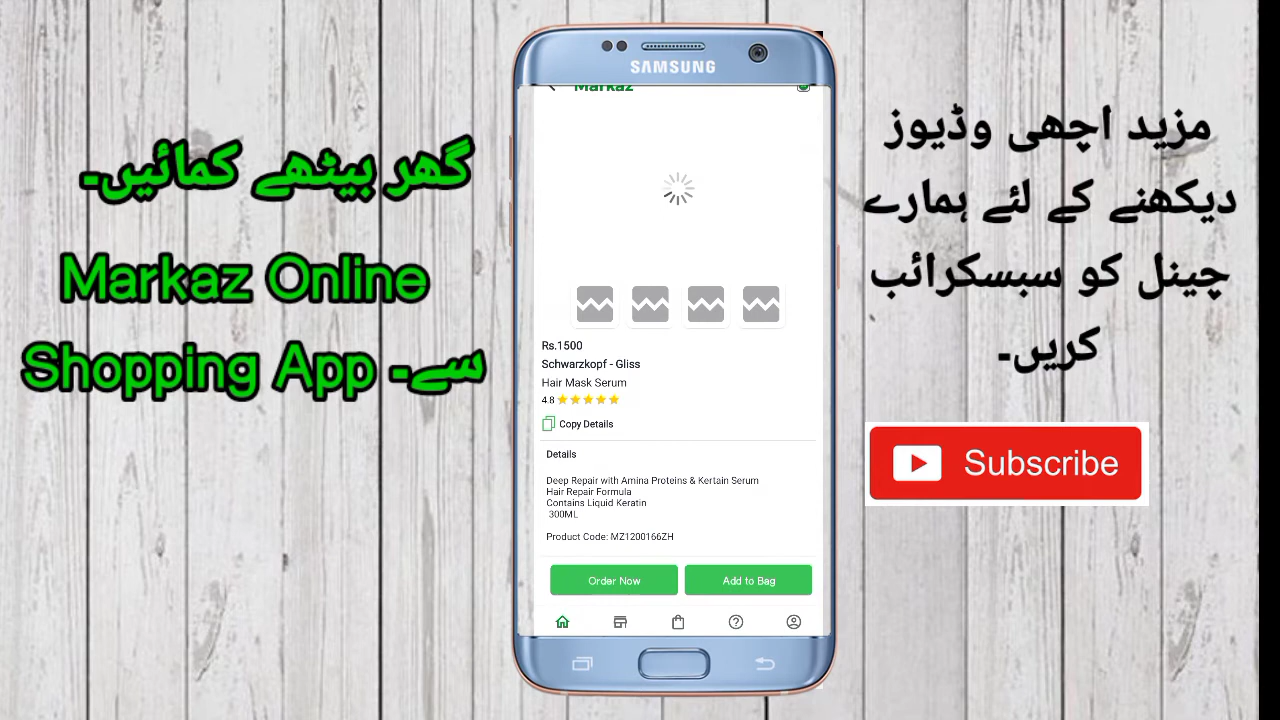 گھر بیٹھے کمائیں۔
Markaz Online
Shopping App سے۔
SAMSUNG
Markaz
Rs.1500
Schwarzkopf - Gliss
Hair Mask Serum
4.8
Copy Details
Details
Deep Repair with Amina Proteins & Kertain Serum
Hair Repair Formula
Contains Liquid Keratin
300ML
Product Code: MZ1200166ZH
Order Now
Add to Bag
مزید اچھی وڈیوز
دیکھنے کے لئے ہمارے
چینل کو سبسکرائب
کریں۔
Subscribe